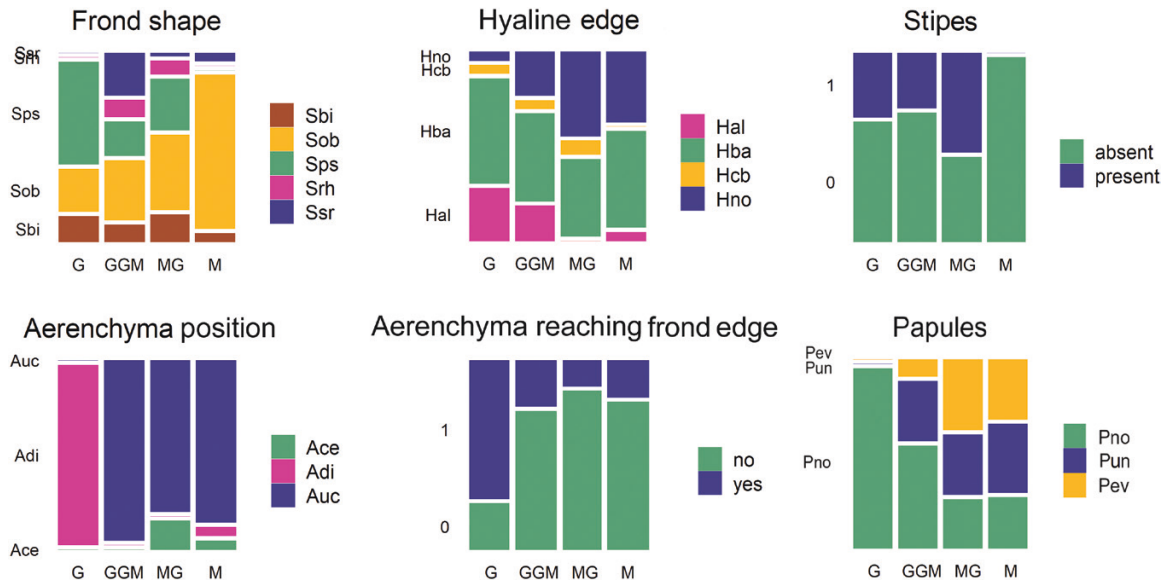 Frond shape
Ssr
Srh
Sps
Sob
Sbi
G GGM MG M
Sbi
Sob
Sps
Srh
Ssr
Hyaline edge
Hno
Hcb
Hba
Hal
G GGM MG M
Hal
Hba
Hcb
Hno
Stipes
1
0
G GGM MG M
absent
present
Aerenchyma position
Auc
Adi
Ace
G GGM MG M
Ace
Adi
Auc
Aerenchyma reaching frond edge
1
0
G GGM MG M
no
yes
Papules
Pev
Pun
Pno
G GGM MG M
Pno
Pun
Pev